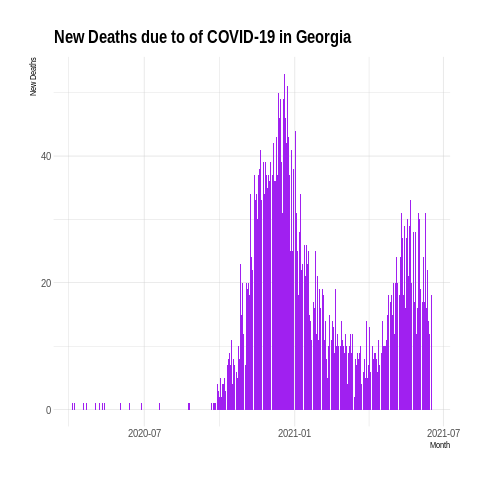 New Deaths due to of COVID-19 in Georgia
New Deaths
40
20
0
2020-07
2021-01
2021-07
Month